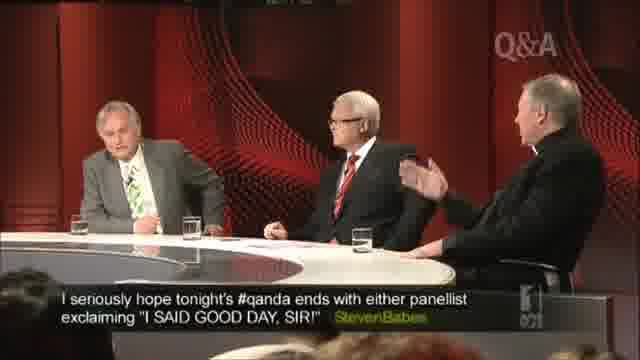 Q&A
I seriously hope tonight's #qanda ends with either panellist
exclaiming "I SAID GOOD DAY, SIR!" StevenBabes